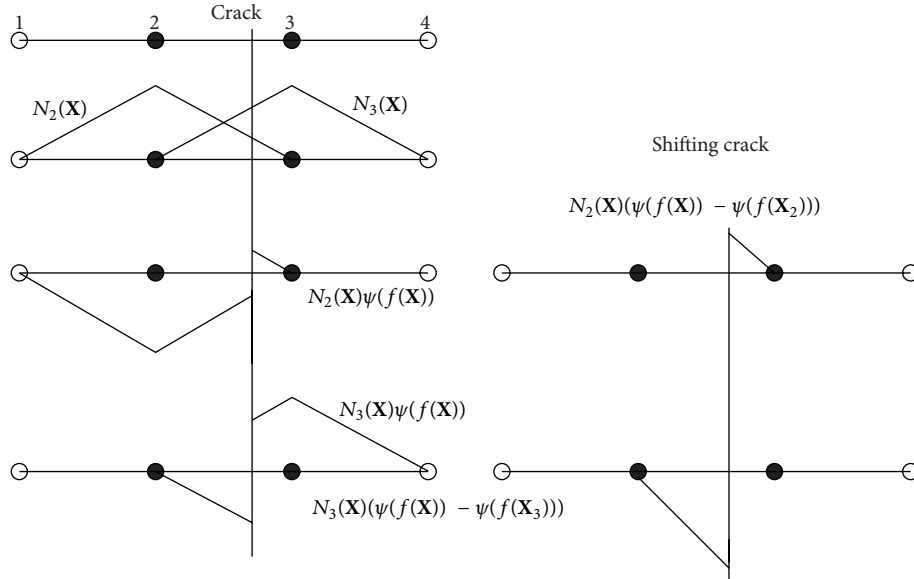 Crack
1 2 3 4
N₂(X) N₃(X)
Shifting crack
N₂(X)(ψ(f(X)) − ψ(f(X₂)))
N₂(X)ψ(f(X))
N₃(X)ψ(f(X))
N₃(X)(ψ(f(X)) − ψ(f(X₃)))